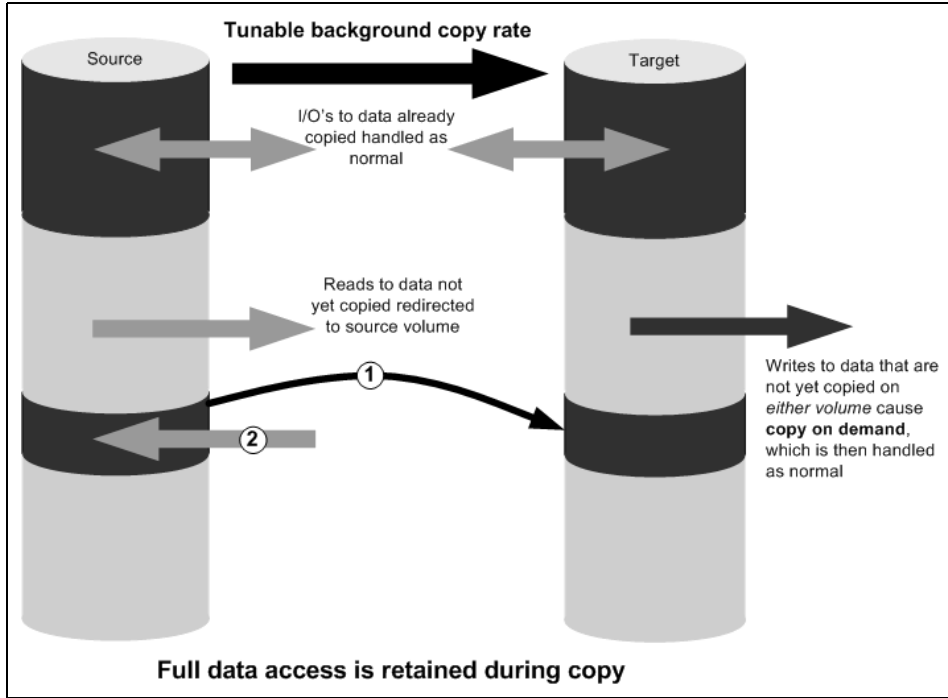 Tunable background copy rate
Source
Target
I/O's to data already
copied handled as
normal
Reads to data not
yet copied redirected
to source volume
1
2
Writes to data that are
not yet copied on
either volume cause
copy on demand,
which is then handled
as normal
Full data access is retained during copy